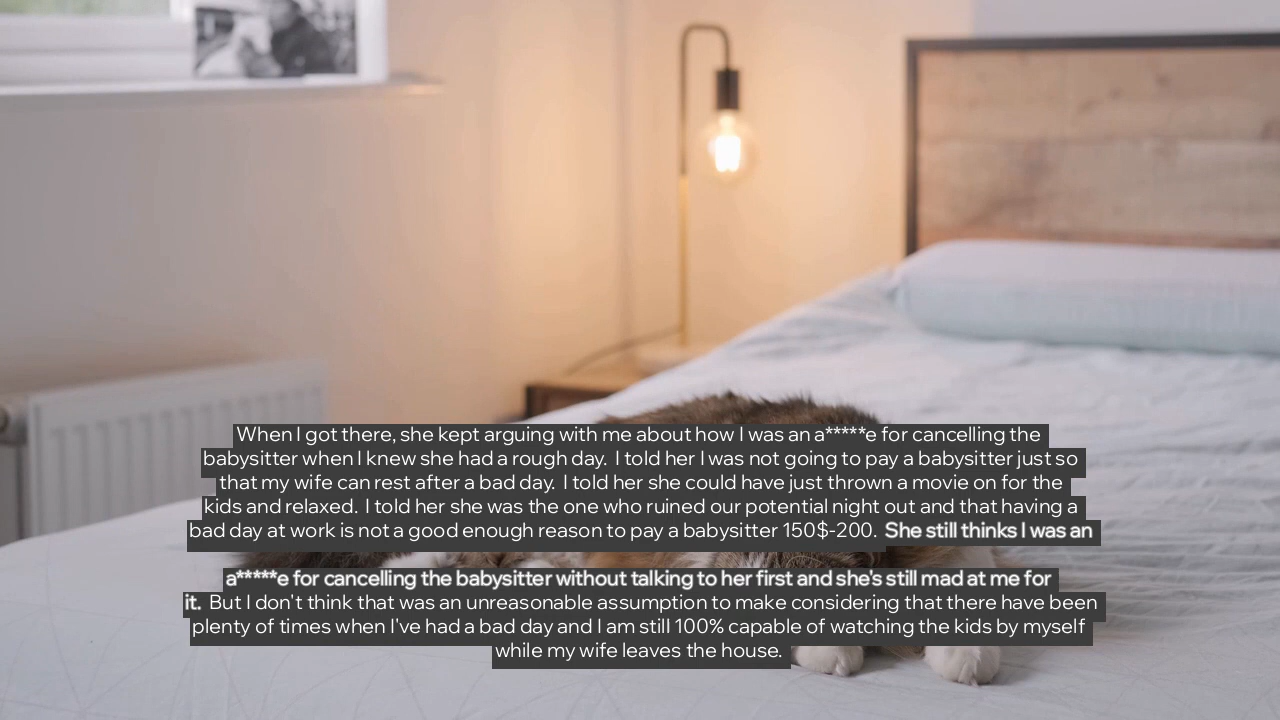 When I got there, she kept arguing with me about how I was an a*****e for cancelling the
babysitter when I knew she had a rough day. I told her I was not going to pay a babysitter just so
that my wife can rest after a bad day. I told her she could have just thrown a movie on for the
kids and relaxed. I told her she was the one who ruined our potential night out and that having a
bad day at work is not a good enough reason to pay a babysitter 150$-200. She still thinks I was an
a*****e for cancelling the babysitter without talking to her first and she's still mad at me for
it. But I don't think that was an unreasonable assumption to make considering that there have been
plenty of times when I've had a bad day and I am still 100% capable of watching the kids by myself
while my wife leaves the house.